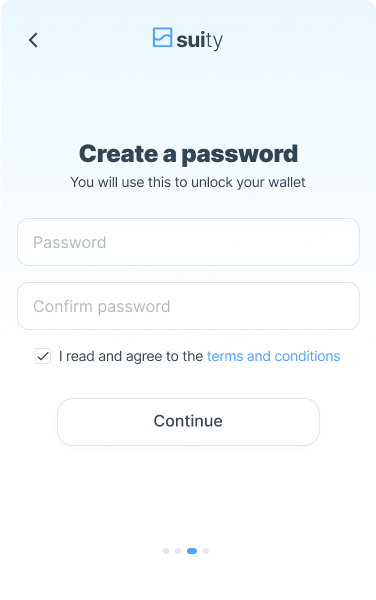 suity
Create a password
You will use this to unlock your wallet
Password
Confirm password
I read and agree to the terms and conditions
Continue